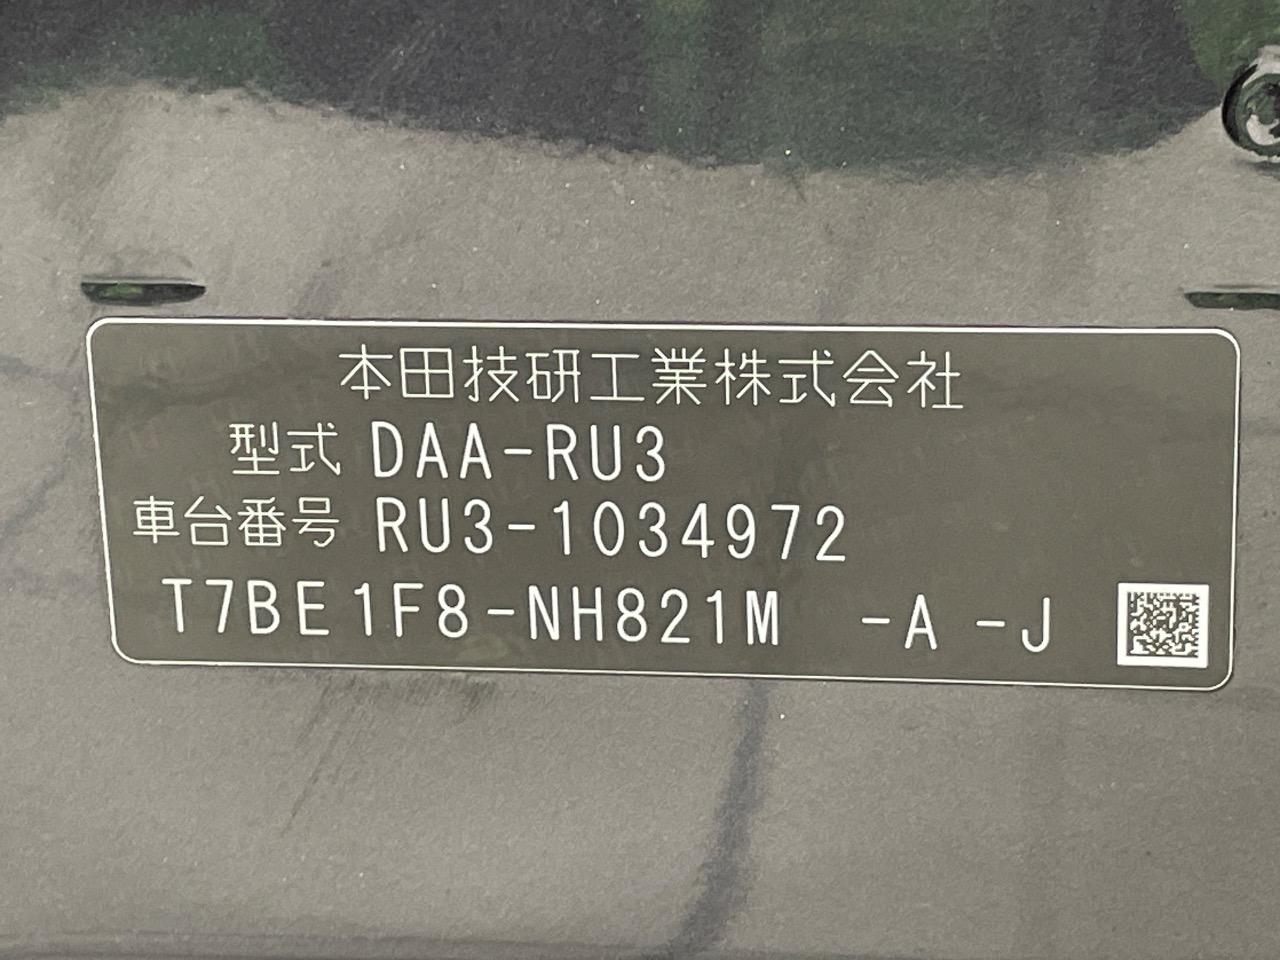 本田技研工業株式会社
型式 DAA-RU3
車台番号 RU3-1034972
T7BE1F8-NH821M -A -J